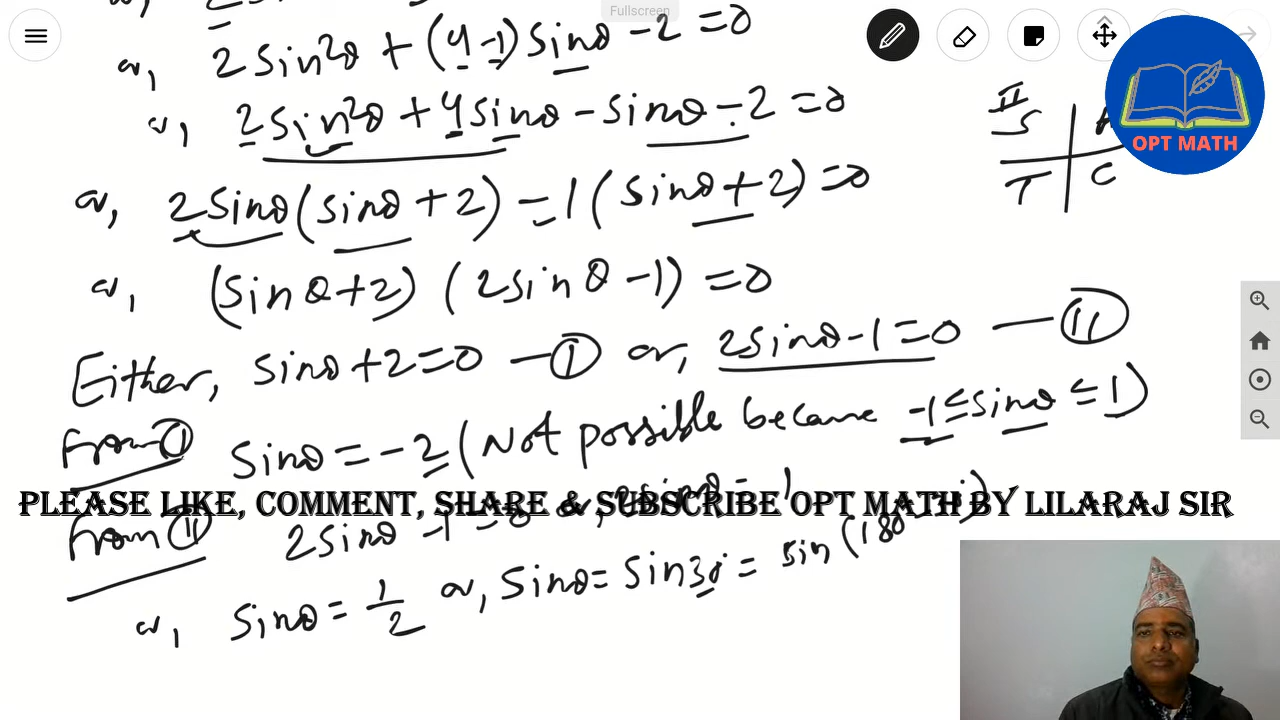 Fullscreen
or, 2sin²θ + (4-1)sinθ - 2 = 0
or, 2sin²θ + 4sinθ - sinθ - 2 = 0
or, 2sinθ(sinθ + 2) - 1(sinθ + 2) = 0
or, (sinθ + 2)(2sinθ - 1) = 0
Either, sinθ + 2 = 0 — Ⓘ or, 2sinθ - 1 = 0 — Ⓘ Ⓘ
From Ⓘ sinθ = -2 (Not possible because -1 ≤ sinθ ≤ 1)
From ⓘⓘ 2sinθ - 1 = 0 or, 2sinθ = 1
or, sinθ = 1/2 or, sinθ = sin30° = sin(180
II
S
T C
OPT MATH
PLEASE LIKE, COMMENT, SHARE & SUBSCRIBE OPT MATH BY LILARAJ SIR